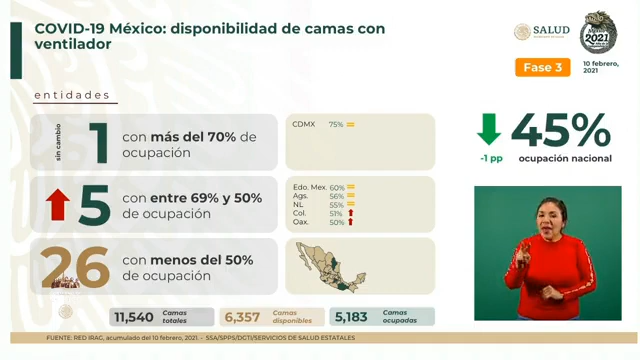 COVID-19 México: disponibilidad de camas con
ventilador
SALUD
2021
Fase 3
10 febrero,
2021
entidades
sin cambio
1
con más del 70% de
ocupación
CDMX 75% =
45%
-1 pp
ocupación nacional
5
con entre 69% y 50%
de ocupación
Edo. Mex. 60% =
Ags. 56% =
NL 55% =
Col. 51%
Oax. 50%
26
con menos del 50%
de ocupación
11,540 Camas totales
6,357 Camas disponibles
5,183 Camas ocupadas
FUENTE: RED IRAG, acumulado del 10 febrero, 2021. - SSA/SPPS/DGTI/SERVICIOS DE SALUD ESTATALES